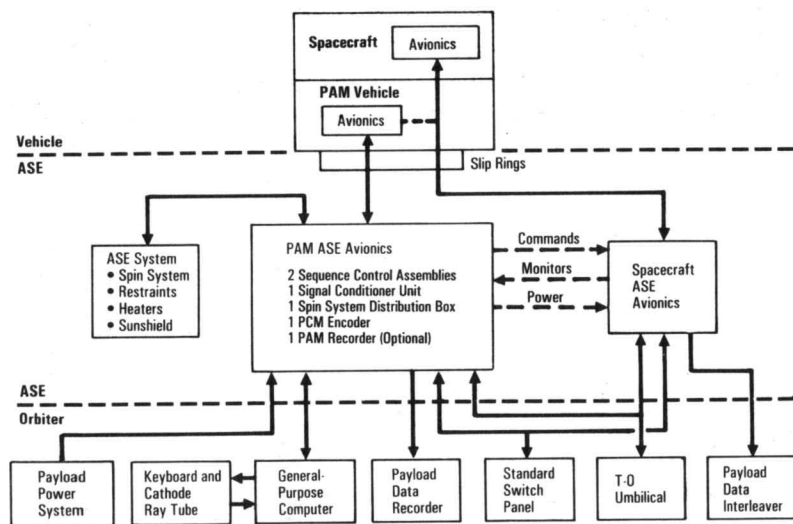 Spacecraft
Avionics
PAM Vehicle
Avionics
Vehicle
ASE
Slip Rings
ASE System
• Spin System
• Restraints
• Heaters
• Sunshield
PAM ASE Avionics
2 Sequence Control Assemblies
1 Signal Conditioner Unit
1 Spin System Distribution Box
1 PCM Encoder
1 PAM Recorder (Optional)
Commands
Monitors
Power
Spacecraft
ASE
Avionics
ASE
Orbiter
Payload
Power
System
Keyboard and
Cathode
Ray Tube
General-
Purpose
Computer
Payload
Data
Recorder
Standard
Switch
Panel
T-O
Umbilical
Payload
Data
Interleaver